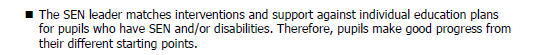 ■ The SEN leader matches interventions and support against individual education plans
for pupils who have SEN and/or disabilities. Therefore, pupils make good progress from
their different starting points.